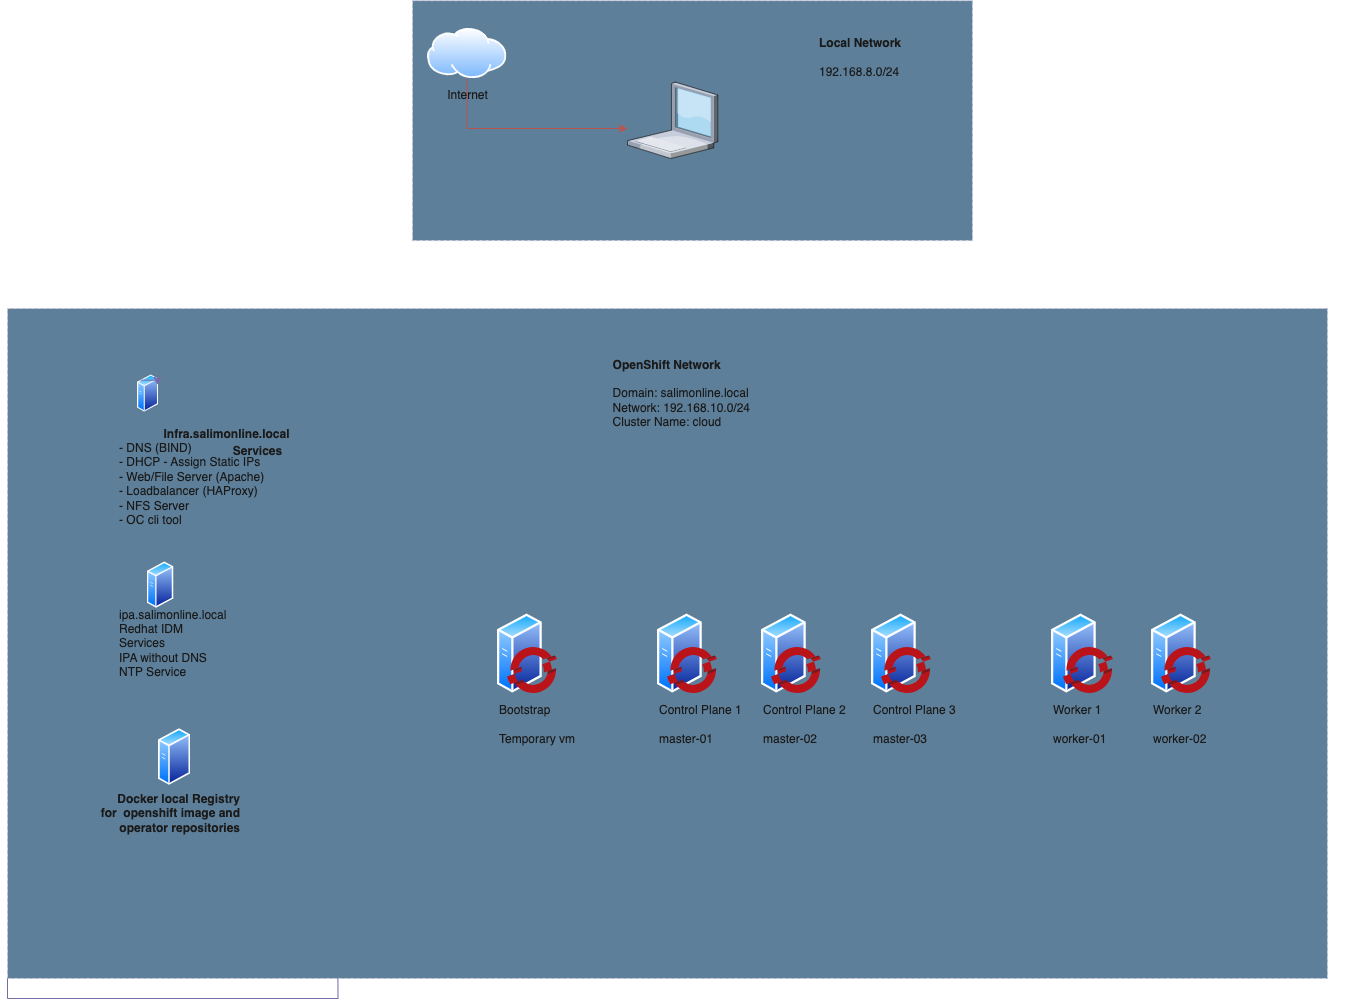 Local Network
192.168.8.0/24
Internet
OpenShift Network
Domain: salimonline.local
Network: 192.168.10.0/24
Cluster Name: cloud
Infra.salimonline.local
Services
- DNS (BIND)
- DHCP - Assign Static IPs
- Web/File Server (Apache)
- Loadbalancer (HAProxy)
- NFS Server
- OC cli tool
ipa.salimonline.local
Redhat IDM
Services
IPA without DNS
NTP Service
Docker local Registry
for openshift image and
operator repositories
Bootstrap
Temporary vm
Control Plane 1
master-01
Control Plane 2
master-02
Control Plane 3
master-03
Worker 1
worker-01
Worker 2
worker-02